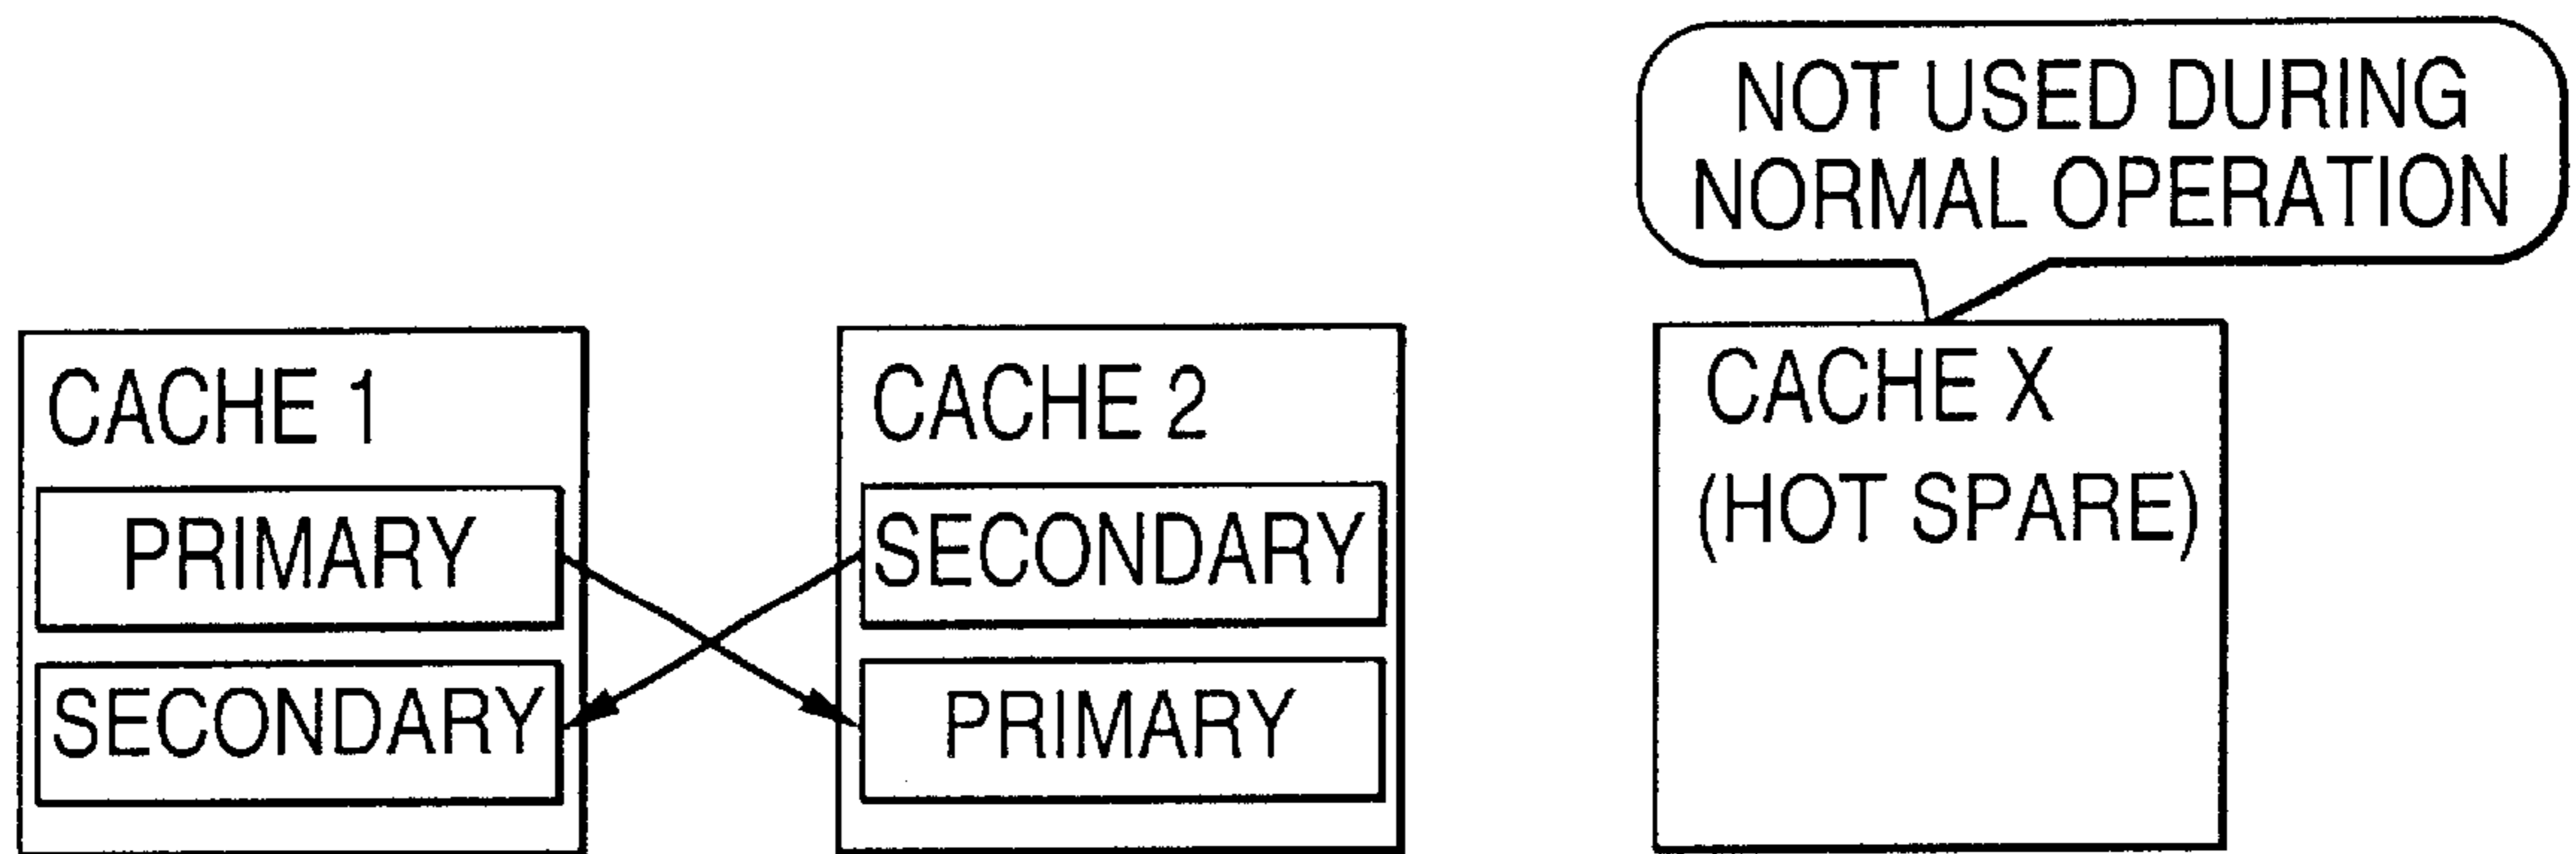 NOT USED DURING
NORMAL OPERATION
CACHE 1
PRIMARY
SECONDARY
CACHE 2
SECONDARY
PRIMARY
CACHE X
(HOT SPARE)